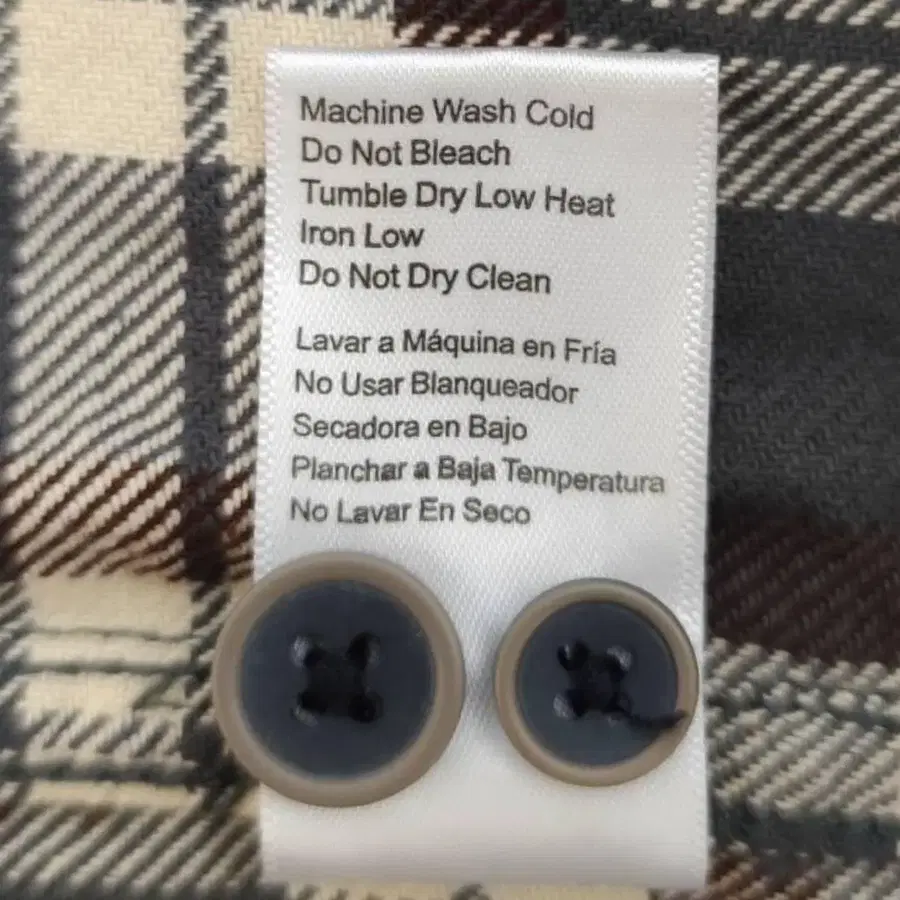 Machine Wash Cold
Do Not Bleach
Tumble Dry Low Heat
Iron Low
Do Not Dry Clean
Lavar a Máquina en Fría
No Usar Blanqueador
Secadora en Bajo
Planchar a Baja Temperatura
No Lavar En Seco